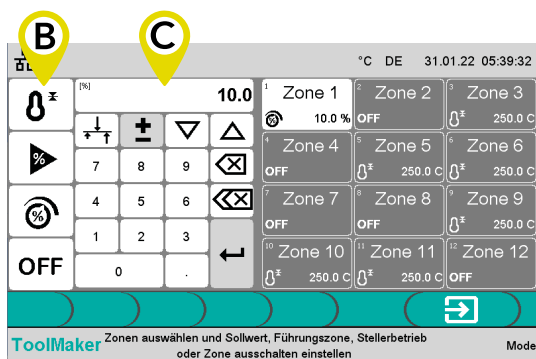 B
C
°C DE 31.01.22 05:39:32
[%] 10.0
%
%
OFF
±
7 8 9
4 5 6
1 2 3
0 .
1 Zone 1
% 10.0 %
2 Zone 2
OFF
3 Zone 3
250.0 C
4 Zone 4
OFF
5 Zone 5
250.0 C
6 Zone 6
250.0 C
7 Zone 7
OFF
8 Zone 8
OFF
9 Zone 9
250.0 C
10 Zone 10
250.0 C
11 Zone 11
250.0 C
12 Zone 12
OFF
ToolMaker
Zonen auswählen und Sollwert, Führungszone, Stellerbetrieb
oder Zone ausschalten einstellen
Mode